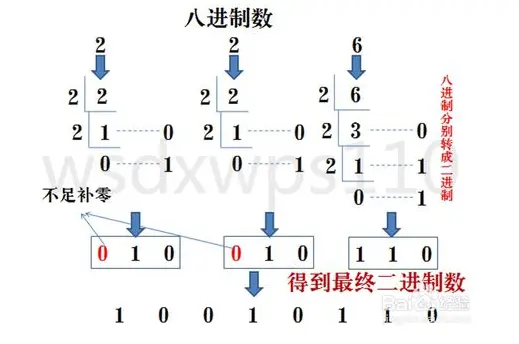 八进制数
2 2 6
2 2 2 2 2 6
2 1 0 2 1 0 2 3 0
0 1 0 1 2 1 1
0 1
八进制分别转成二进制
wsdxwps110
不足补零
0 1 0 0 1 0 1 1 0
得到最终二进制数
1 0 0 1 0 1 1 0
Baidu经验